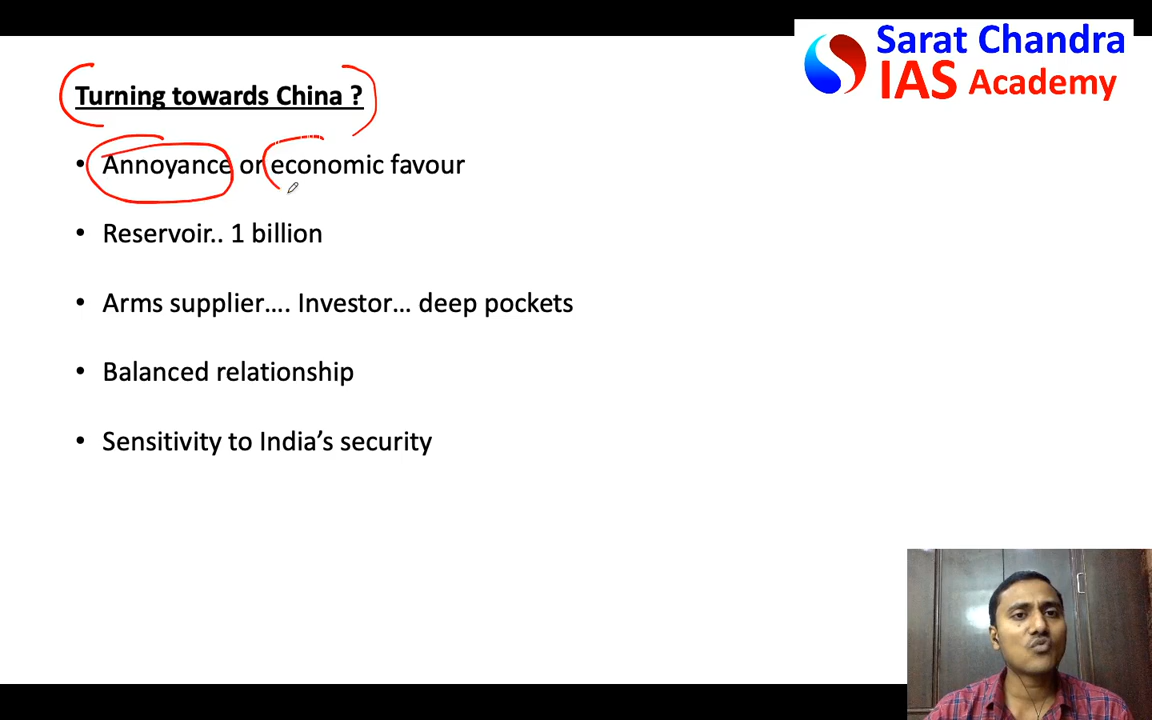 Sarat Chandra
IAS Academy
Turning towards China ?
• Annoyance or economic favour
• Reservoir.. 1 billion
• Arms supplier.... Investor... deep pockets
• Balanced relationship
• Sensitivity to India's security